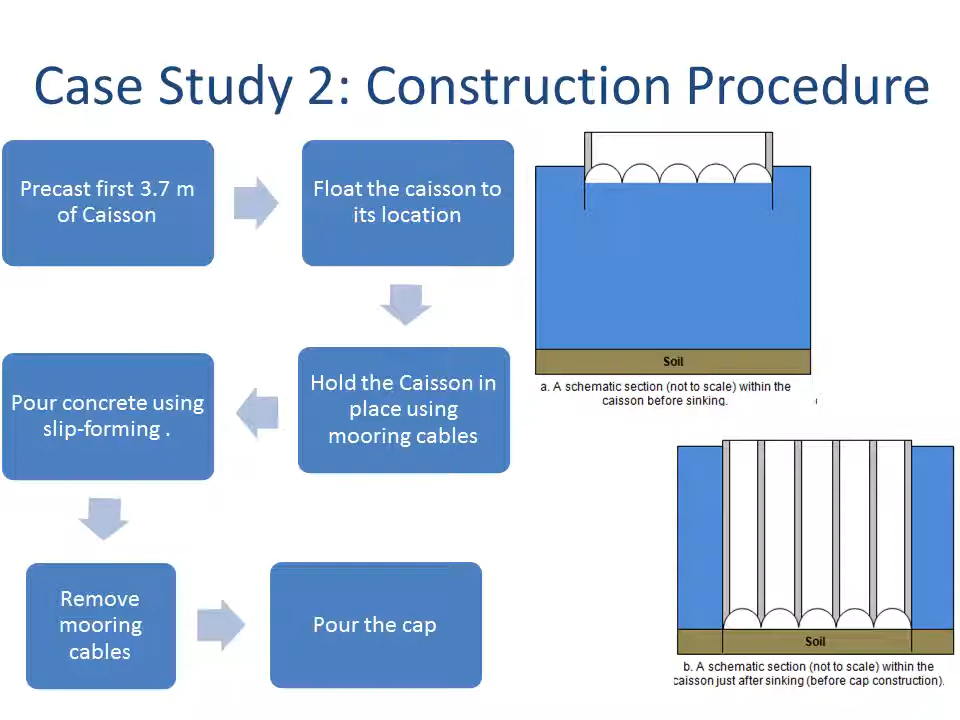 Case Study 2: Construction Procedure
Precast first 3.7 m
of Caisson
Float the caisson to
its location
Hold the Caisson in
place using
mooring cables
Pour concrete using
slip-forming .
Remove
mooring
cables
Pour the cap
Soil
a. A schematic section (not to scale) within the
caisson before sinking.
Soil
b. A schematic section (not to scale) within the
caisson just after sinking (before cap construction).